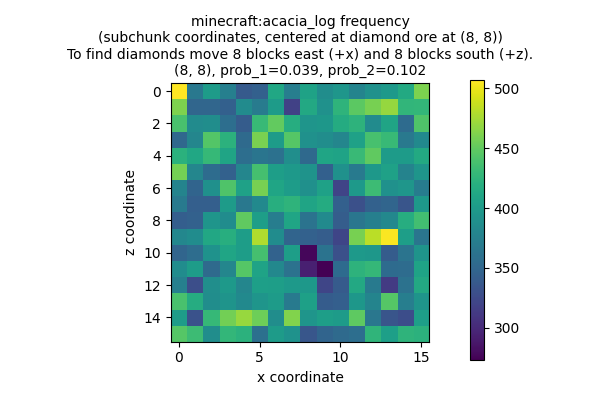 minecraft:acacia_log frequency
(subchunk coordinates, centered at diamond ore at (8, 8))
To find diamonds move 8 blocks east (+x) and 8 blocks south (+z).
(8, 8), prob_1=0.039, prob_2=0.102
0
2
4
6
8
10
12
14
z coordinate
0
5
10
15
x coordinate
500
450
400
350
300